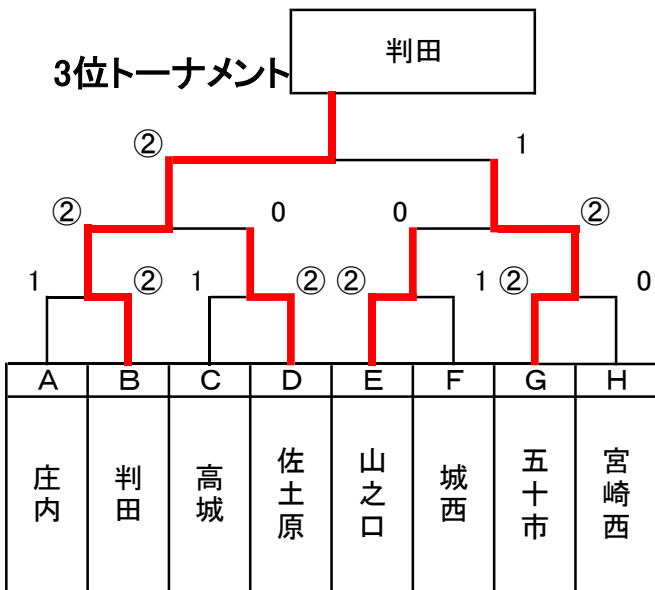 判田
3位トーナメント
② 1
② 0 0 ②
1 ② 1 ② ② 1 ② 0
A B C D E F G H
庄内 判田 高城 佐土原 山之口 城西 五十市 宮崎西